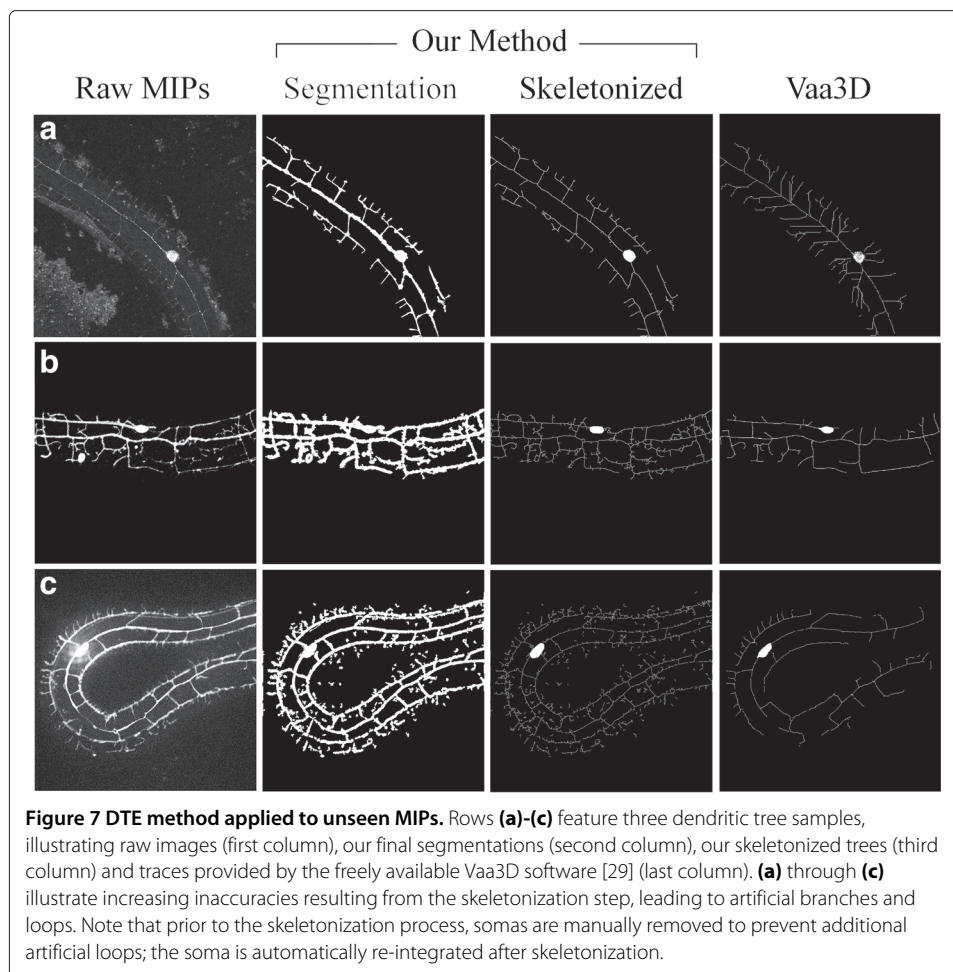 Our Method
Raw MIPs
Segmentation
Skeletonized
Vaa3D
a
b
c
Figure 7 DTE method applied to unseen MIPs. Rows (a)-(c) feature three dendritic tree samples,
illustrating raw images (first column), our final segmentations (second column), our skeletonized trees (third
column) and traces provided by the freely available Vaa3D software [29] (last column). (a) through (c)
illustrate increasing inaccuracies resulting from the skeletonization step, leading to artificial branches and
loops. Note that prior to the skeletonization process, somas are manually removed to prevent additional
artificial loops; the soma is automatically re-integrated after skeletonization.